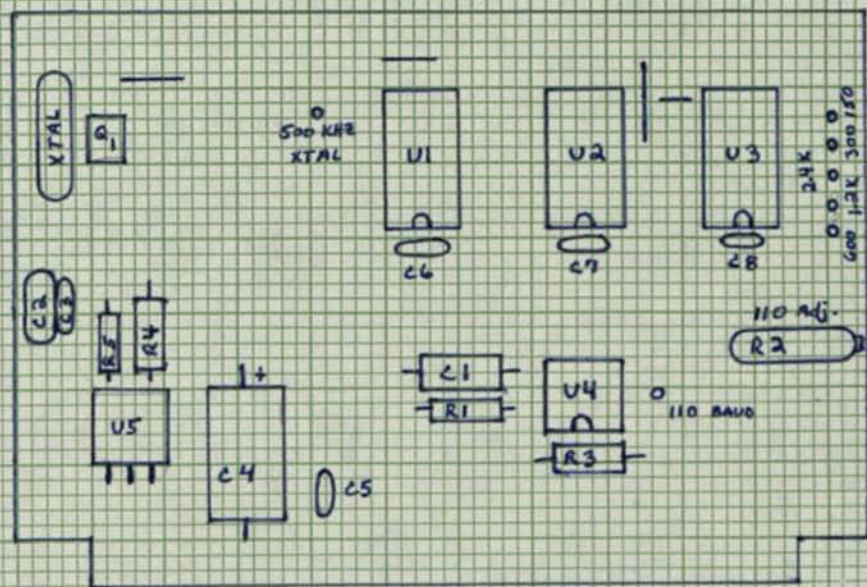 XTAL
Q1
500 KHZ
XTAL
U1
U2
U3
600 1.2K 2.4K 300 150
C6
C7
C8
C2
C3
R5
R4
110 Adj.
R2
+
C1
U4
R1
110 BAUD
U5
R3
C4
C5